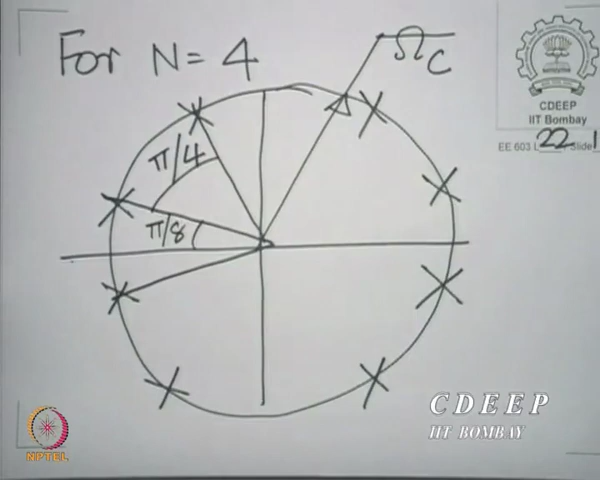 For N = 4
Ωc
CDEEP
IIT Bombay
EE 603 L 22 Slide 1
π/4
π/8
CDEEP
IIT BOMBAY
NPTEL